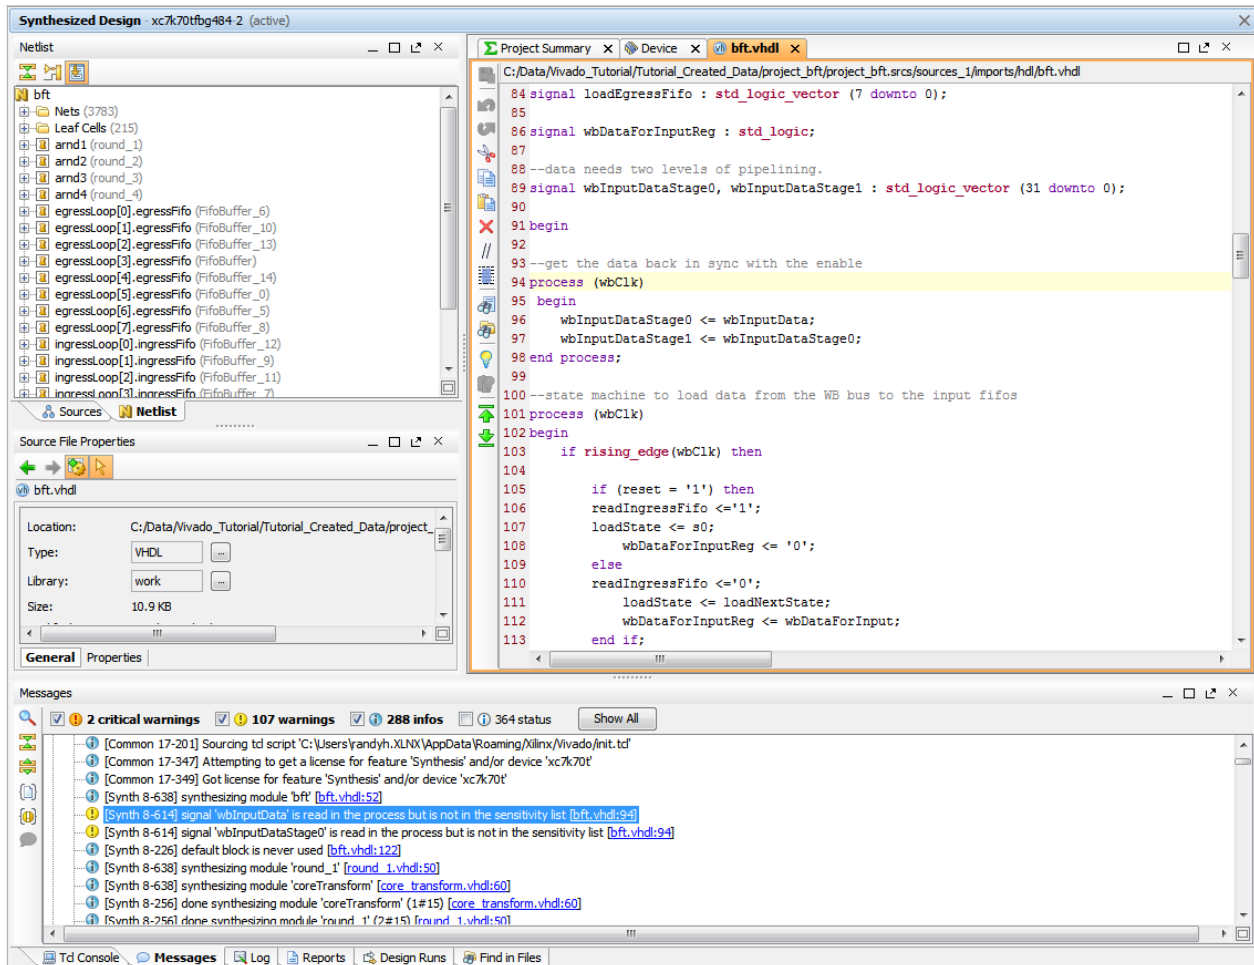 Synthesized Design - xc7k70tfbg484-2 (active)
Netlist
bft
Nets (3783)
Leaf Cells (215)
arnd1 (round_1)
arnd2 (round_2)
arnd3 (round_3)
arnd4 (round_4)
egressLoop[0].egressFifo (FifoBuffer_6)
egressLoop[1].egressFifo (FifoBuffer_10)
egressLoop[2].egressFifo (FifoBuffer_13)
egressLoop[3].egressFifo (FifoBuffer)
egressLoop[4].egressFifo (FifoBuffer_14)
egressLoop[5].egressFifo (FifoBuffer_0)
egressLoop[6].egressFifo (FifoBuffer_5)
egressLoop[7].egressFifo (FifoBuffer_8)
ingressLoop[0].ingressFifo (FifoBuffer_12)
ingressLoop[1].ingressFifo (FifoBuffer_9)
ingressLoop[2].ingressFifo (FifoBuffer_11)
ingressLoop[3].ingressFifo (FifoBuffer_7)
Sources Netlist
Source File Properties
bft.vhdl
Location: C:/Data/Vivado_Tutorial/Tutorial_Created_Data/project_
Type: VHDL ...
Library: work ...
Size: 10.9 KB
General Properties
Project Summary Device bft.vhdl
C:/Data/Vivado_Tutorial/Tutorial_Created_Data/project_bft/project_bft.srcs/sources_1/imports/hdl/bft.vhdl
84 signal loadEgressFifo : std_logic_vector (7 downto 0);
85
86 signal wbDataForInputReg : std_logic;
87
88 --data needs two levels of pipelining.
89 signal wbInputDataStage0, wbInputDataStage1 : std_logic_vector (31 downto 0);
90
91 begin
92
93 --get the data back in sync with the enable
94 process (wbClk)
95 begin
96 wbInputDataStage0 <= wbInputData;
97 wbInputDataStage1 <= wbInputDataStage0;
98 end process;
99
100 --state machine to load data from the WB bus to the input fifos
101 process (wbClk)
102 begin
103 if rising_edge(wbClk) then
104
105 if (reset = '1') then
106 readIngressFifo <='1';
107 loadState <= s0;
108 wbDataForInputReg <= '0';
109 else
110 readIngressFifo <='0';
111 loadState <= loadNextState;
112 wbDataForInputReg <= wbDataForInput;
113 end if;
Messages
2 critical warnings 107 warnings 288 infos 364 status Show All
[Common 17-201] Sourcing tcl script 'C:\Users\randyh.XLNX\AppData\Roaming/Xilinx/Vivado/init.tcl'
[Common 17-347] Attempting to get a license for feature 'Synthesis' and/or device 'xc7k70t'
[Common 17-349] Got license for feature 'Synthesis' and/or device 'xc7k70t'
[Synth 8-638] synthesizing module 'bft' [bft.vhdl:52]
[Synth 8-614] signal 'wbInputData' is read in the process but is not in the sensitivity list [bft.vhdl:94]
[Synth 8-614] signal 'wbInputDataStage0' is read in the process but is not in the sensitivity list [bft.vhdl:94]
[Synth 8-226] default block is never used [bft.vhdl:122]
[Synth 8-638] synthesizing module 'round_1' [round_1.vhdl:50]
[Synth 8-638] synthesizing module 'coreTransform' [core_transform.vhdl:60]
[Synth 8-256] done synthesizing module 'coreTransform' (1#15) [core_transform.vhdl:60]
[Synth 8-256] done synthesizing module 'round_1' (2#15) [round_1.vhdl:50]
Tcl Console Messages Log Reports Design Runs Find in Files